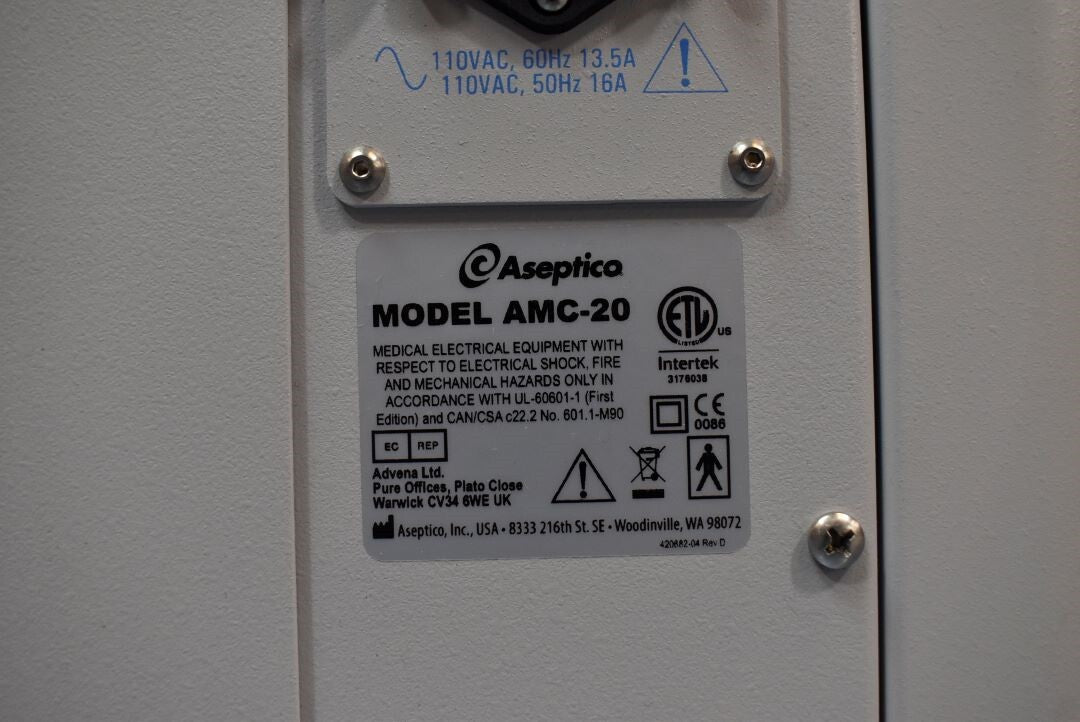 110VAC, 60Hz 13.5A
110VAC, 50Hz 16A
Aseptico
MODEL AMC-20
MEDICAL ELECTRICAL EQUIPMENT WITH
RESPECT TO ELECTRICAL SHOCK, FIRE
AND MECHANICAL HAZARDS ONLY IN
ACCORDANCE WITH UL-60601-1 (First
Edition) and CAN/CSA c22.2 No. 601.1-M90
ETL
LISTED
US
Intertek
3176038
CE
0086
EC REP
Advena Ltd.
Pure Offices, Plato Close
Warwick CV34 6WE UK
Aseptico, Inc., USA • 8333 216th St. SE • Woodinville, WA 98072
420682-04 Rev D